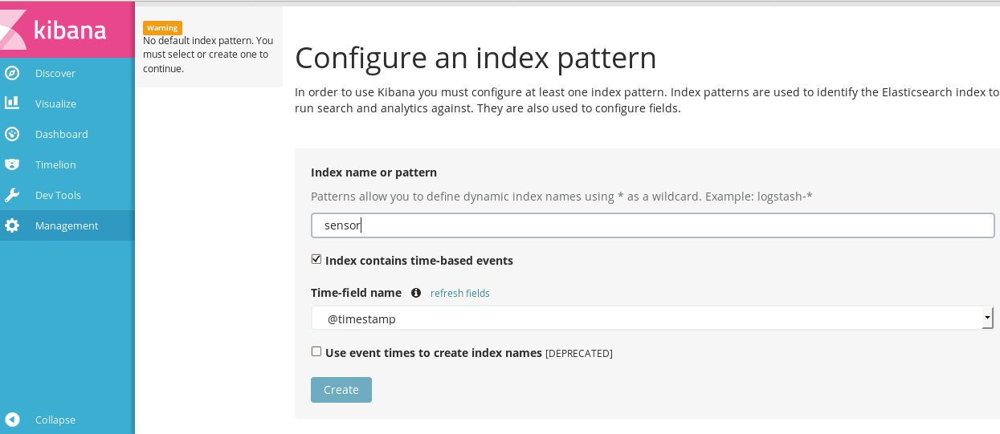 kibana
Discover
Visualize
Dashboard
Timelion
Dev Tools
Management
Collapse
Warning
No default index pattern. You
must select or create one to
continue.
Configure an index pattern
In order to use Kibana you must configure at least one index pattern. Index patterns are used to identify the Elasticsearch index to
run search and analytics against. They are also used to configure fields.
Index name or pattern
Patterns allow you to define dynamic index names using * as a wildcard. Example: logstash-*
sensor
Index contains time-based events
Time-field name refresh fields
@timestamp
Use event times to create index names [DEPRECATED]
Create